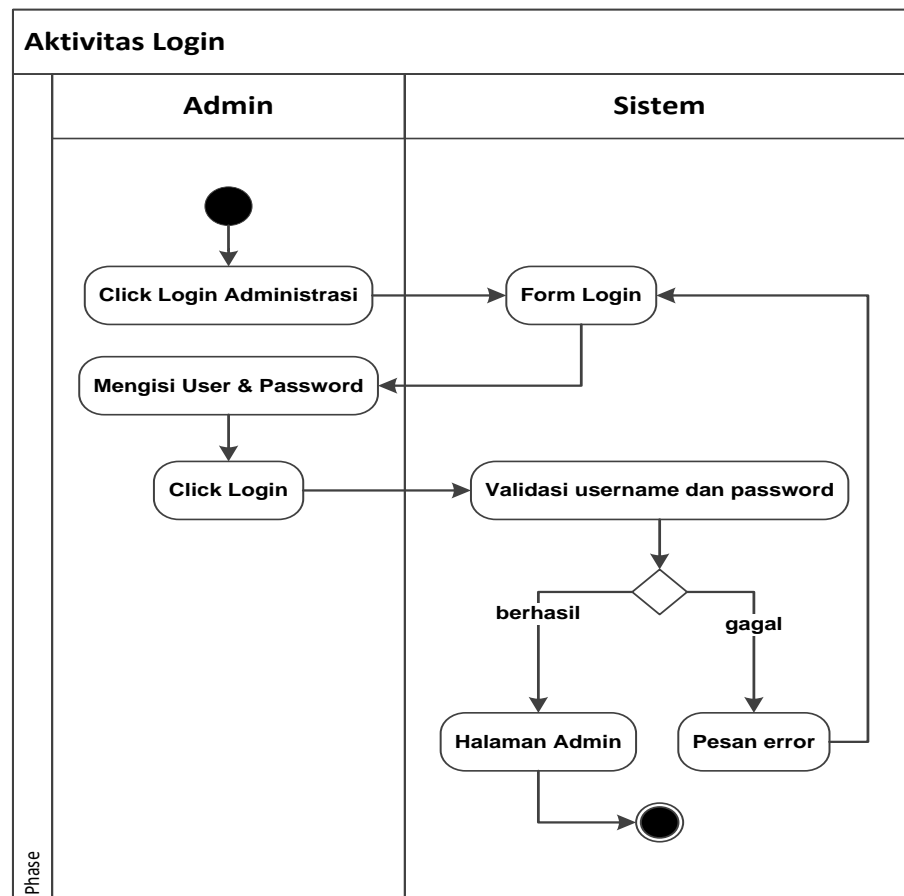 Aktivitas Login
Admin
Sistem
Click Login Administrasi
Form Login
Mengisi User & Password
Click Login
Validasi username dan password
berhasil
gagal
Halaman Admin
Pesan error
Phase